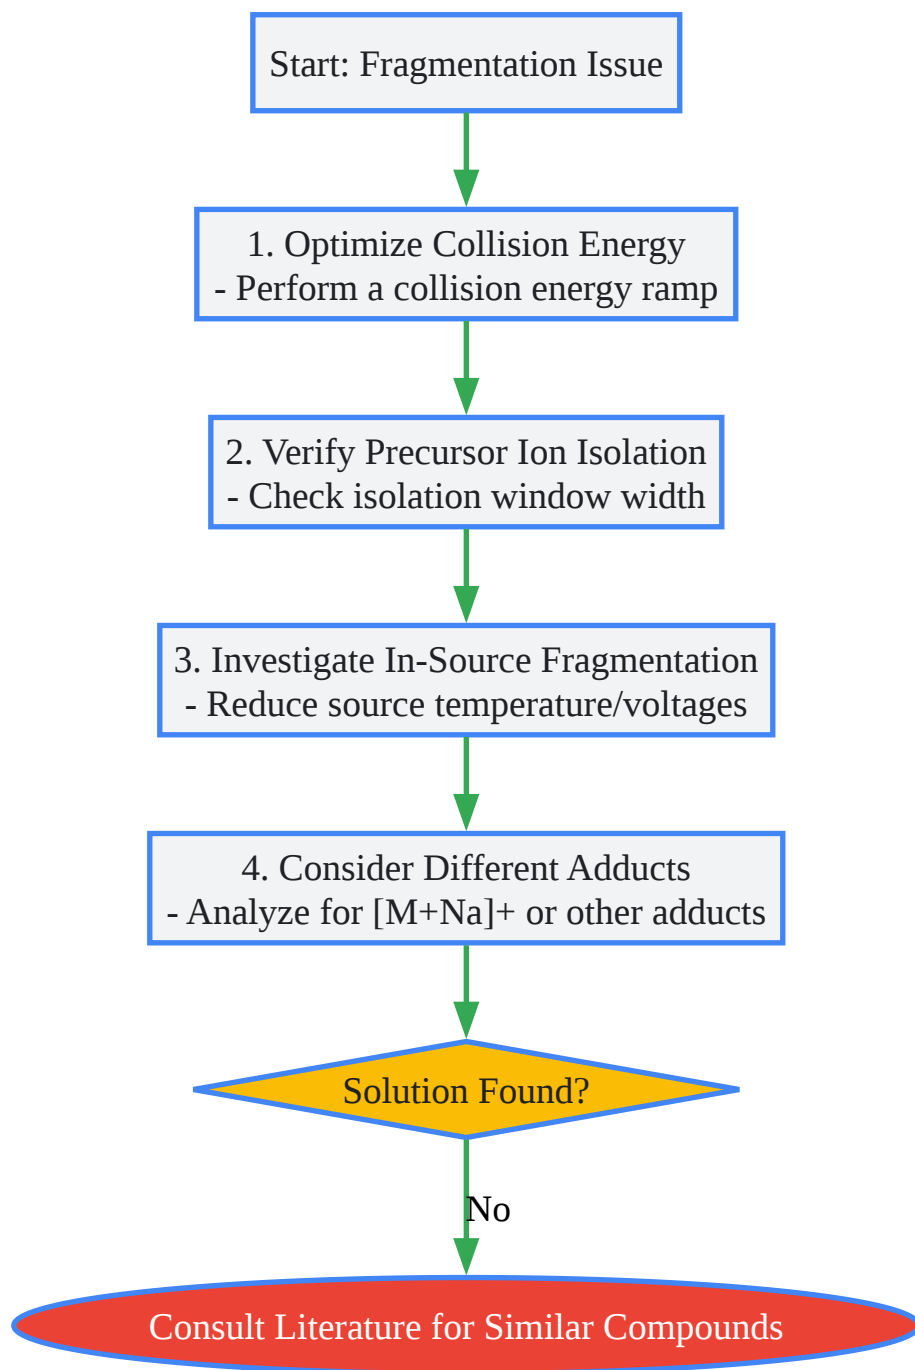 Start: Fragmentation Issue
1. Optimize Collision Energy
- Perform a collision energy ramp
2. Verify Precursor Ion Isolation
- Check isolation window width
3. Investigate In-Source Fragmentation
- Reduce source temperature/voltages
4. Consider Different Adducts
- Analyze for [M+Na]+ or other adducts
Solution Found?
No
Consult Literature for Similar Compounds